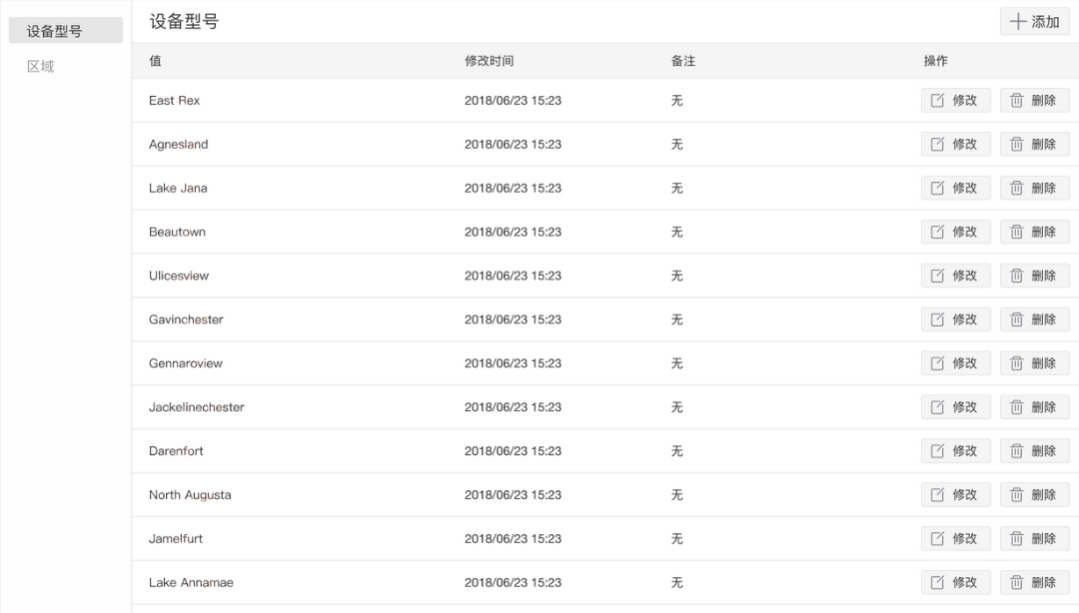 设备型号
区域
设备型号 添加
值 修改时间 备注 操作
East Rex 2018/06/23 15:23 无 修改 删除
Agnesland 2018/06/23 15:23 无 修改 删除
Lake Jana 2018/06/23 15:23 无 修改 删除
Beautown 2018/06/23 15:23 无 修改 删除
Ulicesview 2018/06/23 15:23 无 修改 删除
Gavinchester 2018/06/23 15:23 无 修改 删除
Gennaroview 2018/06/23 15:23 无 修改 删除
Jackelinechester 2018/06/23 15:23 无 修改 删除
Darenfort 2018/06/23 15:23 无 修改 删除
North Augusta 2018/06/23 15:23 无 修改 删除
Jamelfurt 2018/06/23 15:23 无 修改 删除
Lake Annamae 2018/06/23 15:23 无 修改 删除